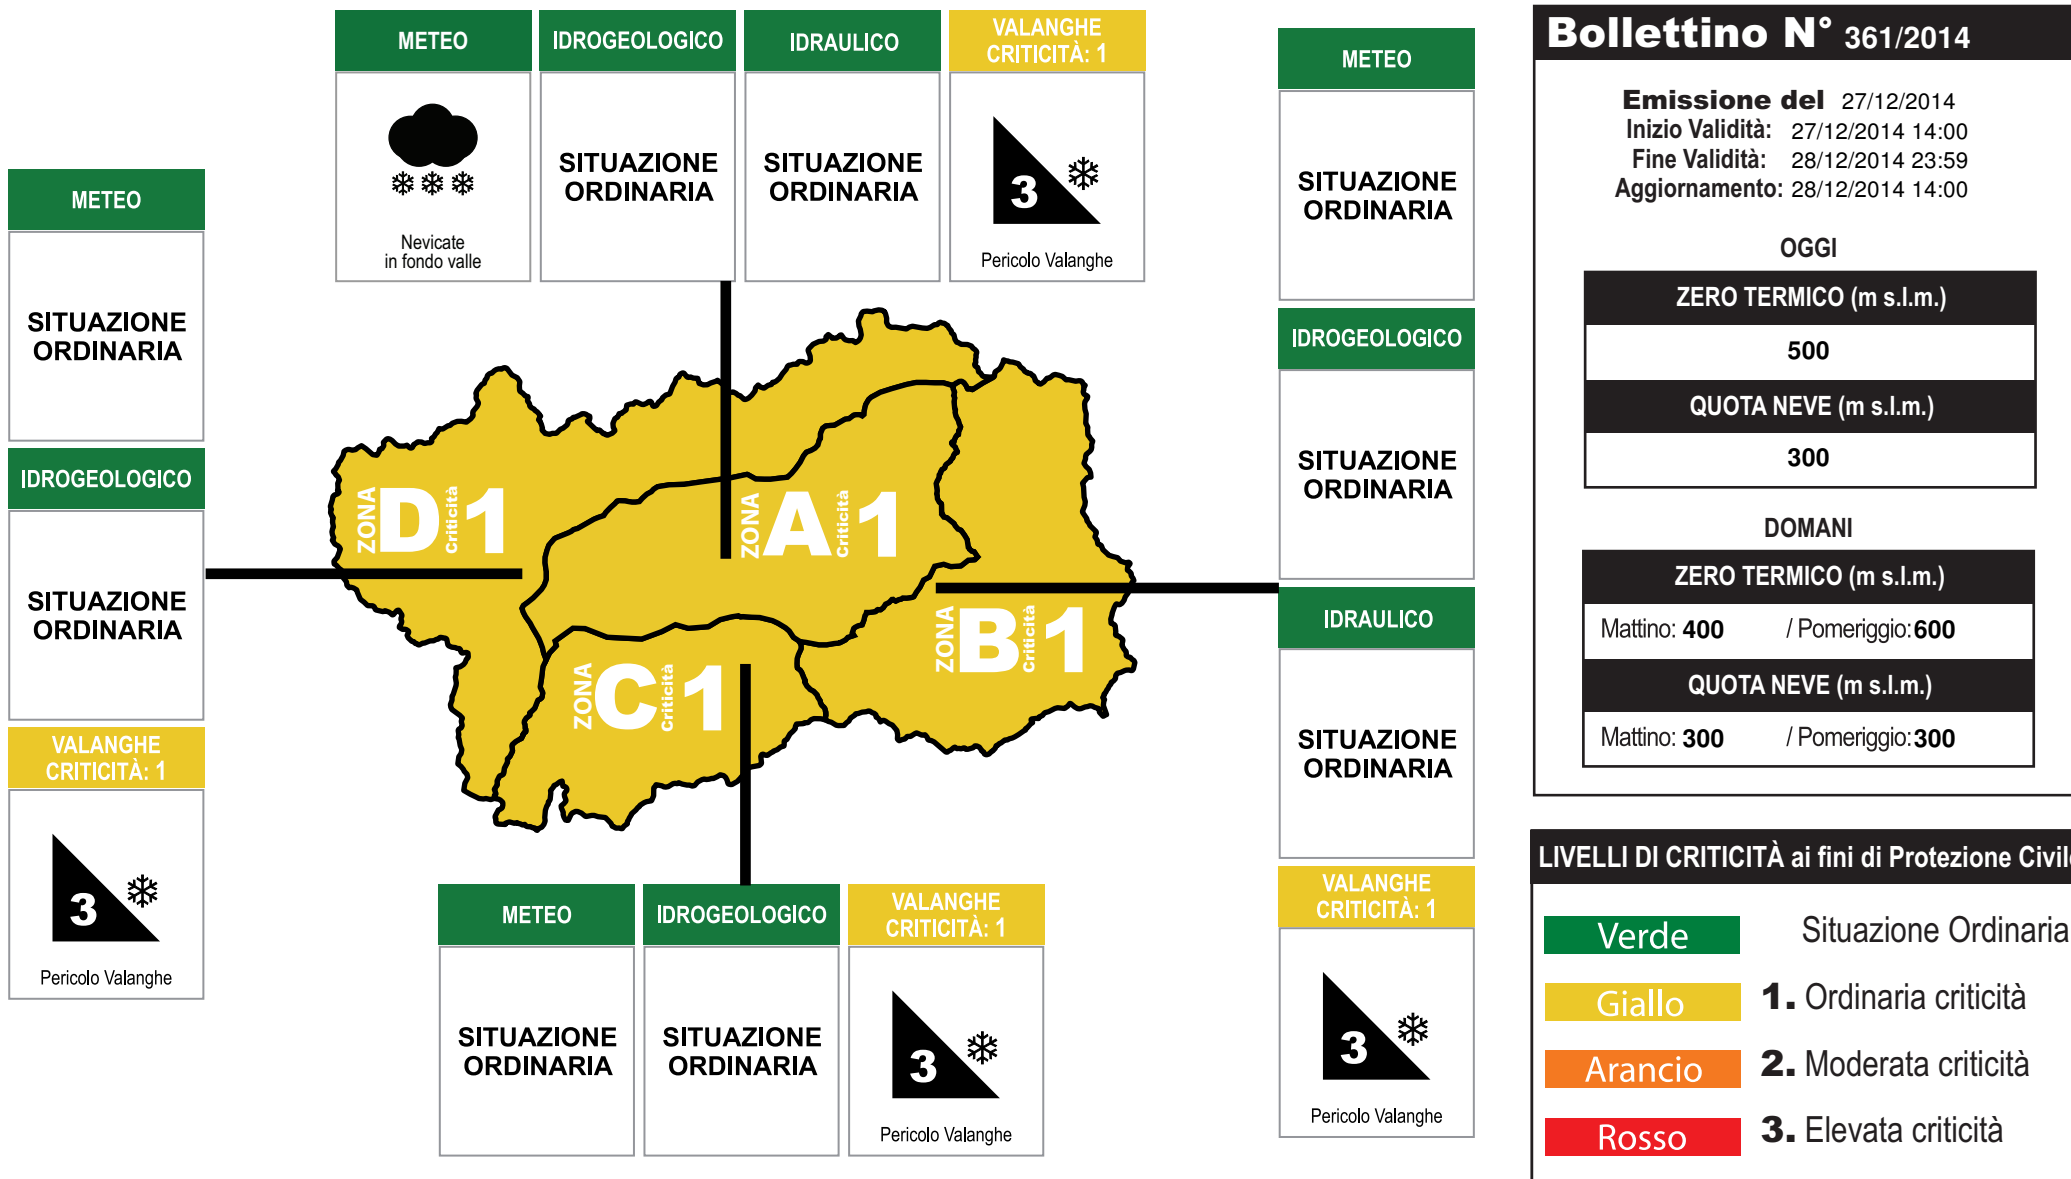 METEO
Nevicate
in fondo valle
IDROGEOLOGICO
SITUAZIONE
ORDINARIA
IDRAULICO
SITUAZIONE
ORDINARIA
VALANGHE
CRITICITÀ: 1
3
Pericolo Valanghe
METEO
SITUAZIONE
ORDINARIA
IDROGEOLOGICO
SITUAZIONE
ORDINARIA
VALANGHE
CRITICITÀ: 1
3
Pericolo Valanghe
ZONA D Criticità 1
ZONA A Criticità 1
ZONA B Criticità 1
ZONA C Criticità 1
METEO
SITUAZIONE
ORDINARIA
IDROGEOLOGICO
SITUAZIONE
ORDINARIA
VALANGHE
CRITICITÀ: 1
3
Pericolo Valanghe
METEO
SITUAZIONE
ORDINARIA
IDROGEOLOGICO
SITUAZIONE
ORDINARIA
IDRAULICO
SITUAZIONE
ORDINARIA
VALANGHE
CRITICITÀ: 1
3
Pericolo Valanghe
Bollettino N° 361/2014
Emissione del 27/12/2014
Inizio Validità: 27/12/2014 14:00
Fine Validità: 28/12/2014 23:59
Aggiornamento: 28/12/2014 14:00
OGGI
ZERO TERMICO (m s.l.m.)
500
QUOTA NEVE (m s.l.m.)
300
DOMANI
ZERO TERMICO (m s.l.m.)
Mattino: 400 / Pomeriggio: 600
QUOTA NEVE (m s.l.m.)
Mattino: 300 / Pomeriggio: 300
LIVELLI DI CRITICITÀ ai fini di Protezione Civile
Verde Situazione Ordinaria
Giallo 1. Ordinaria criticità
Arancio 2. Moderata criticità
Rosso 3. Elevata criticità